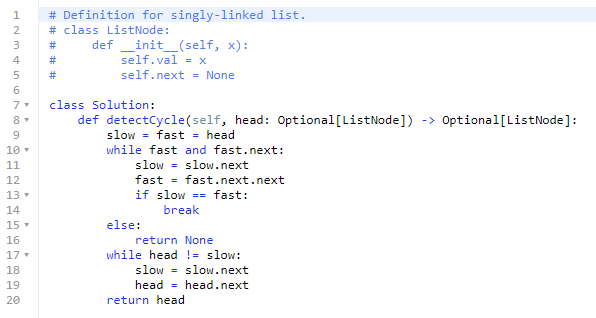 1 # Definition for singly-linked list.
2 # class ListNode:
3 #     def __init__(self, x):
4 #         self.val = x
5 #         self.next = None
6
7 class Solution:
8     def detectCycle(self, head: Optional[ListNode]) -> Optional[ListNode]:
9         slow = fast = head
10         while fast and fast.next:
11             slow = slow.next
12             fast = fast.next.next
13             if slow == fast:
14                 break
15         else:
16             return None
17         while head != slow:
18             slow = slow.next
19             head = head.next
20         return head